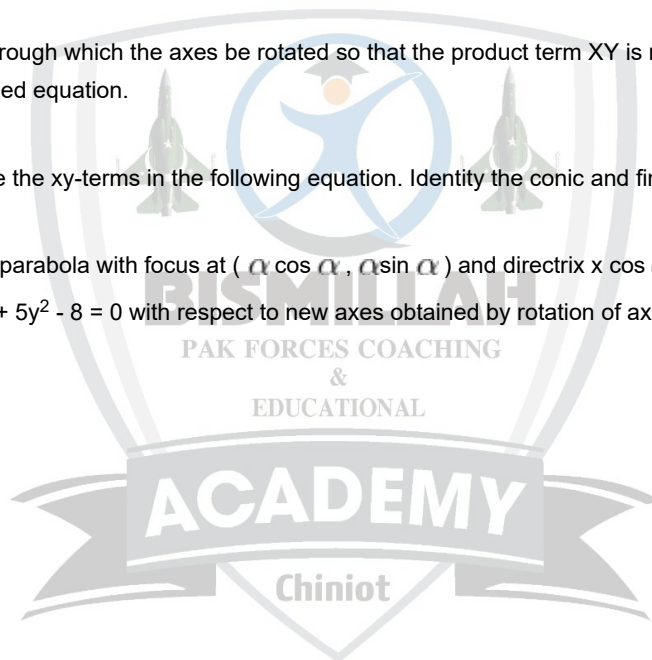 rough which the axes be rotated so that the product term XY is r
ed equation.
e the xy-terms in the following equation. Identity the conic and fin
parabola with focus at ( α cos α , αsin α ) and directrix x cos
+ 5y² - 8 = 0 with respect to new axes obtained by rotation of ax
BISMILLAH
PAK FORCES COACHING
&
EDUCATIONAL
ACADEMY
Chiniot